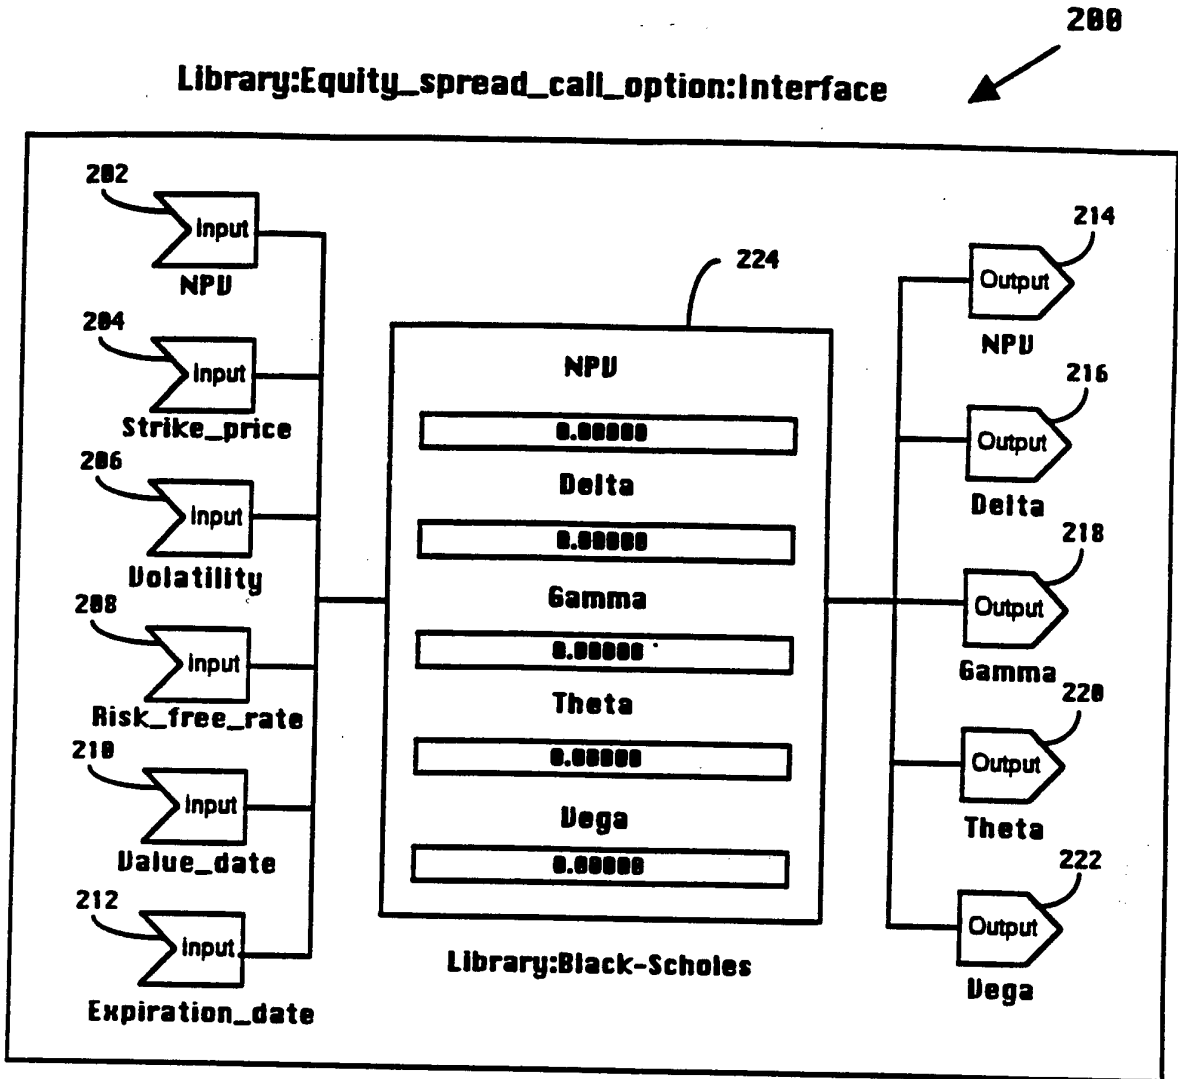 200
Library:Equity_spread_call_option:Interface
202
Input
NPV
204
Input
Strike_price
206
Input
Volatility
208
Input
Risk_free_rate
210
Input
Value_date
212
Input
Expiration_date
224
NPV
0.00000
Delta
0.00000
Gamma
0.00000
Theta
0.00000
Vega
0.00000
Library:Black-Scholes
214
Output
NPV
216
Output
Delta
218
Output
Gamma
220
Output
Theta
222
Output
Vega